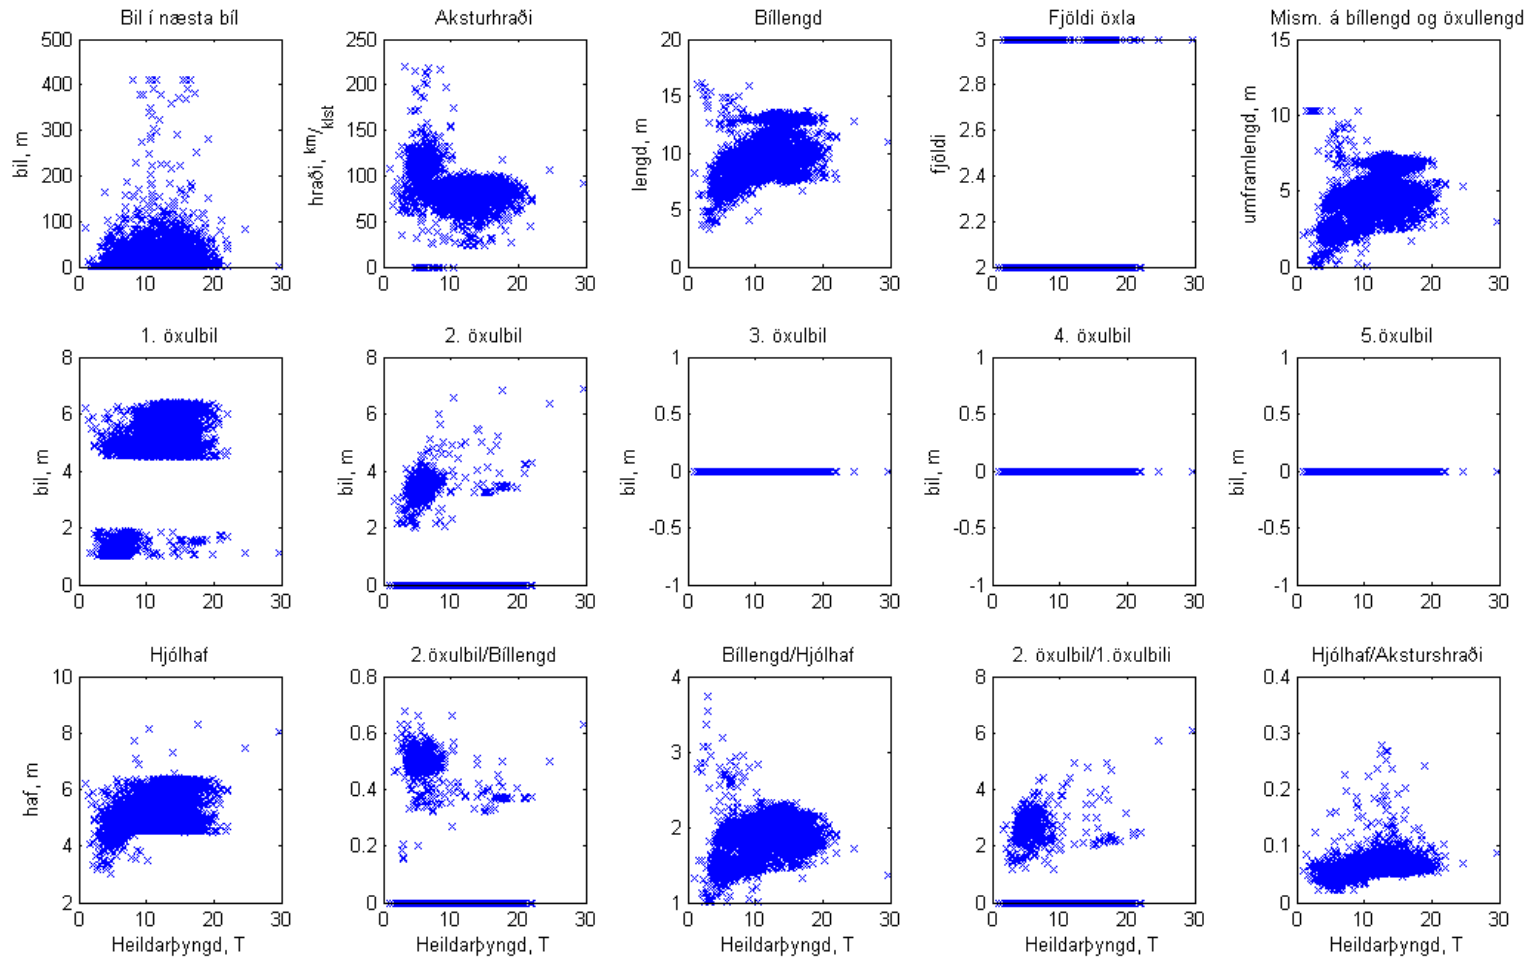 Bil í næsta bíl
Aksturhraði
Bíllengd
Fjöldi öxla
Mism. á bíllengd og öxullengd
bil, m
500
400
300
200
100
0
0 10 20 30
hraði, km/klst
250
200
150
100
50
0
0 10 20 30
lengd, m
20
15
10
5
0
0 10 20 30
fjöldi
3
2.8
2.6
2.4
2.2
2
0 10 20 30
umframlengd, m
15
10
5
0
0 10 20 30
1. öxulbil
2. öxulbil
3. öxulbil
4. öxulbil
5.öxulbil
bil, m
8
6
4
2
0
0 10 20 30
bil, m
8
6
4
2
0
0 10 20 30
bil, m
1
0.5
0
-0.5
-1
0 10 20 30
bil, m
1
0.5
0
-0.5
-1
0 10 20 30
bil, m
1
0.5
0
-0.5
-1
0 10 20 30
Hjólhaf
2.öxulbil/Bíllengd
Bíllengd/Hjólhaf
2. öxulbil/1.öxulbili
Hjólhaf/Aksturshraði
haf, m
10
8
6
4
2
0 10 20 30
Heildarþyngd, T
0.8
0.6
0.4
0.2
0
0 10 20 30
Heildarþyngd, T
4
3
2
1
0 10 20 30
Heildarþyngd, T
8
6
4
2
0
0 10 20 30
Heildarþyngd, T
0.4
0.3
0.2
0.1
0
0 10 20 30
Heildarþyngd, T